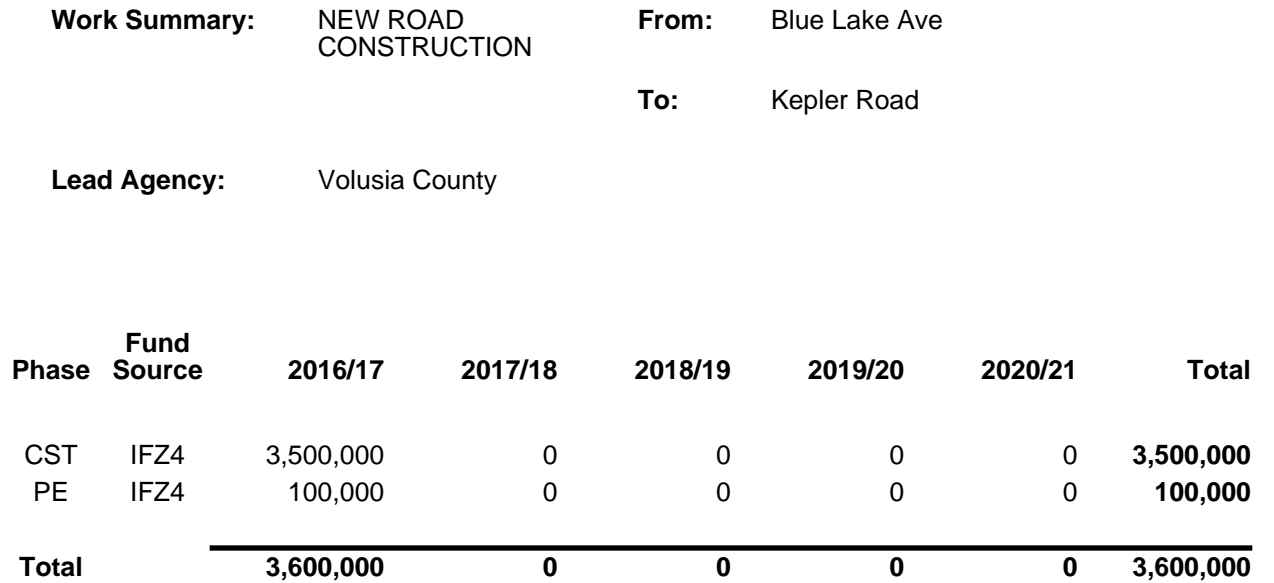 Work Summary: NEW ROAD From: Blue Lake Ave
CONSTRUCTION
To: Kepler Road
Lead Agency: Volusia County
Fund
Phase Source 2016/17 2017/18 2018/19 2019/20 2020/21 Total
CST IFZ4 3,500,000 0 0 0 0 3,500,000
PE IFZ4 100,000 0 0 0 0 100,000
Total 3,600,000 0 0 0 0 3,600,000